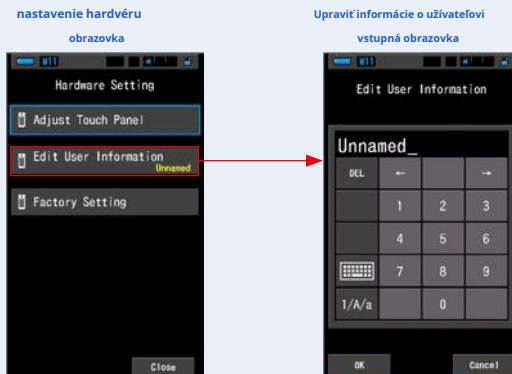 nastavenie hardvéru
obrazovka
M11
Hardware Setting
Adjust Touch Panel
Edit User Information
Unnamed
Factory Setting
Close
Upraviť informácie o užívateľovi
vstupná obrazovka
M11
Edit User Information
Unnamed_
DEL ← →
1 2 3
4 5 6
7 8 9
1/A/a 0
OK Cancel